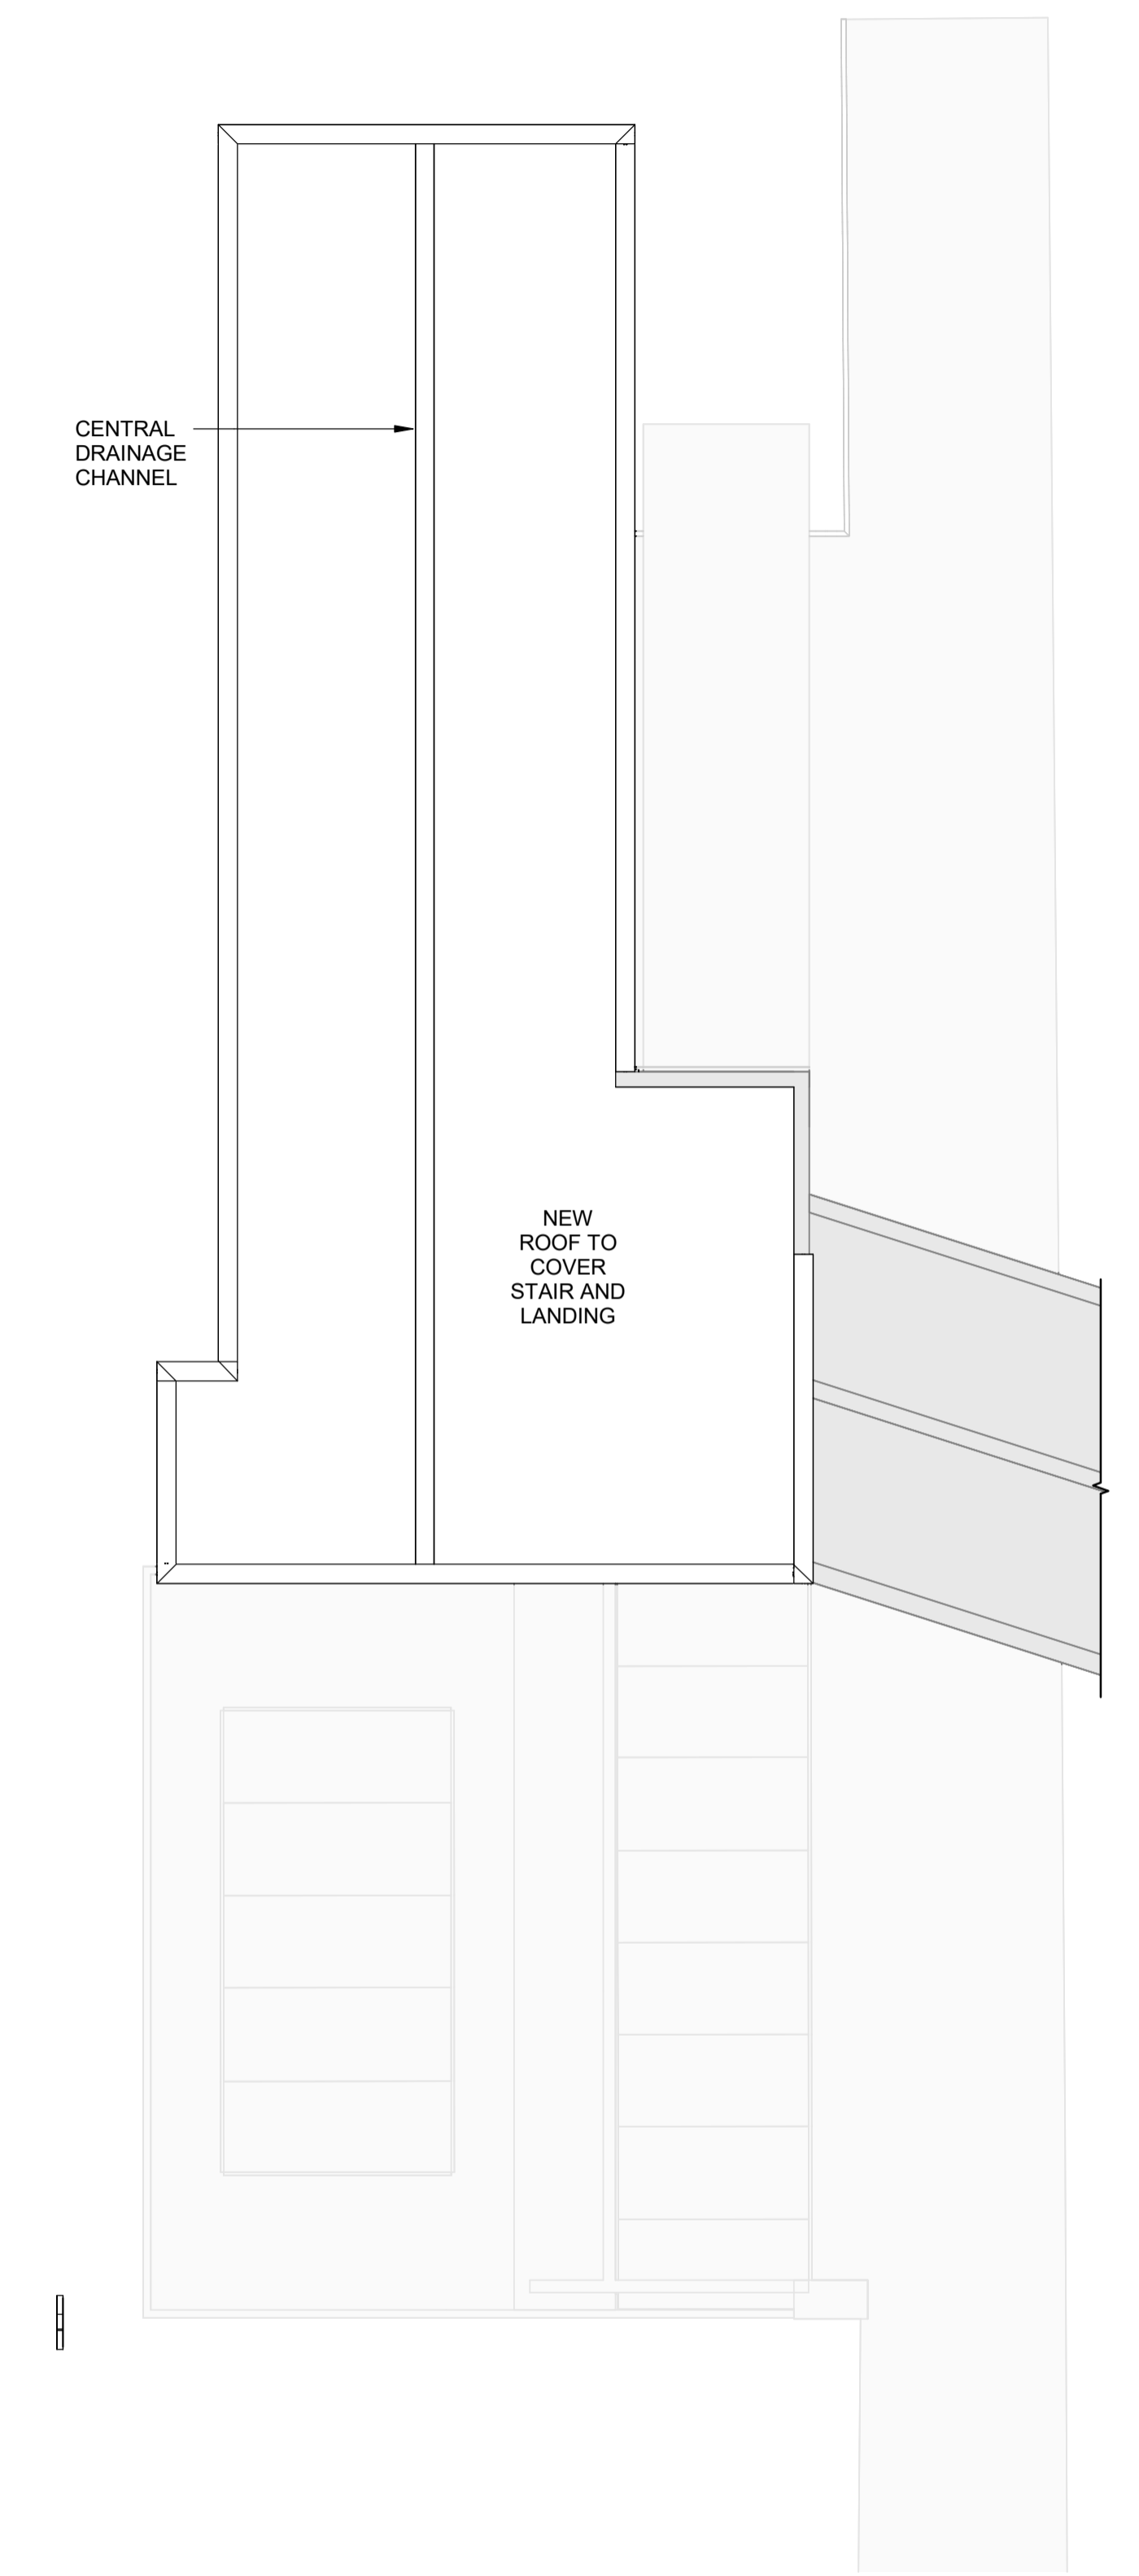 CENTRAL
DRAINAGE
CHANNEL
NEW
ROOF TO
COVER
STAIR AND
LANDING